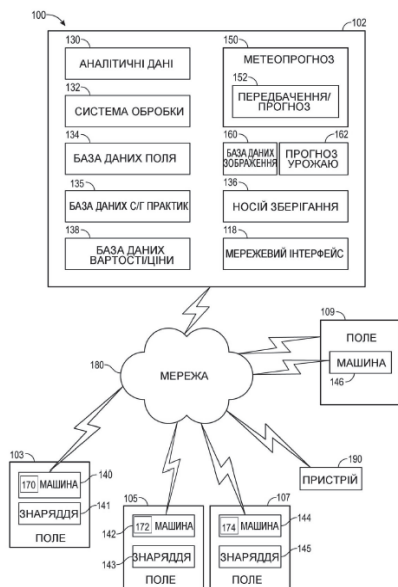 100
102
130
АНАЛІТИЧНІ ДАНІ
132
СИСТЕМА ОБРОБКИ
134
БАЗА ДАНИХ ПОЛЯ
135
БАЗА ДАНИХ С/Г ПРАКТИК
138
БАЗА ДАНИХ
ВАРТОСТІ/ЦІНИ
150
МЕТЕОПРОГНОЗ
152
ПЕРЕДБАЧЕННЯ/
ПРОГНОЗ
160
БАЗА ДАНИХ
ЗОБРАЖЕННЯ
162
ПРОГНОЗ
УРОЖАЮ
136
НОСІЙ ЗБЕРІГАННЯ
118
МЕРЕЖЕВИЙ ІНТЕРФЕЙС
180
МЕРЕЖА
109
ПОЛЕ
МАШИНА
146
103
170 МАШИНА
140
141
ЗНАРЯДДЯ
ПОЛЕ
105
172 МАШИНА
142
143
ЗНАРЯДДЯ
ПОЛЕ
107
174 МАШИНА
144
ЗНАРЯДДЯ
145
ПОЛЕ
190
ПРИСТРІЙ